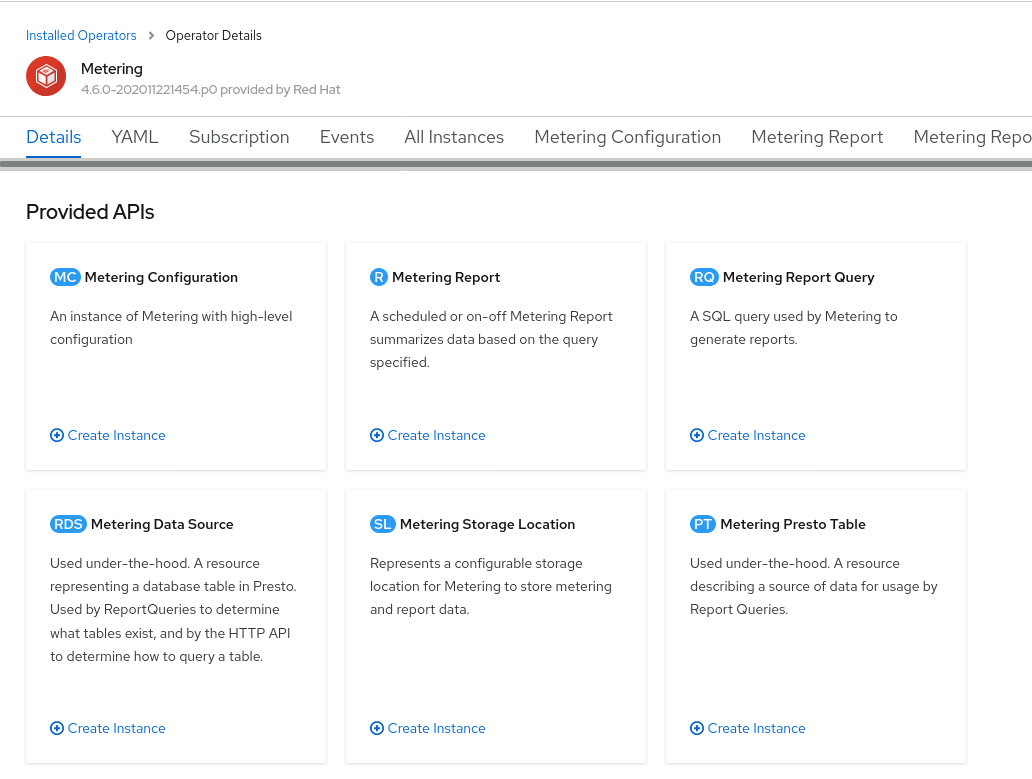 Installed Operators > Operator Details
Metering
4.6.0-202011221454.p0 provided by Red Hat
Details YAML Subscription Events All Instances Metering Configuration Metering Report Metering Repo
Provided APIs
MC Metering Configuration
An instance of Metering with high-level
configuration
Create Instance
R Metering Report
A scheduled or on-off Metering Report
summarizes data based on the query
specified.
Create Instance
RQ Metering Report Query
A SQL query used by Metering to
generate reports.
Create Instance
RDS Metering Data Source
Used under-the-hood. A resource
representing a database table in Presto.
Used by ReportQueries to determine
what tables exist, and by the HTTP API
to determine how to query a table.
Create Instance
SL Metering Storage Location
Represents a configurable storage
location for Metering to store metering
and report data.
Create Instance
PT Metering Presto Table
Used under-the-hood. A resource
describing a source of data for usage by
Report Queries.
Create Instance